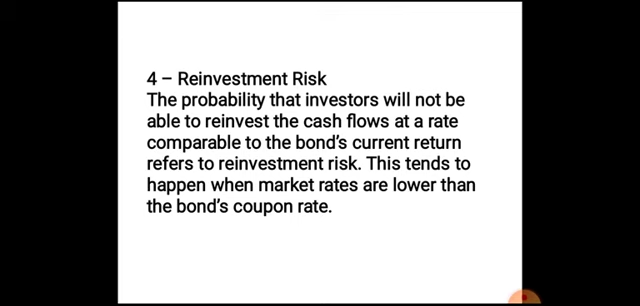 4 – Reinvestment Risk
The probability that investors will not be
able to reinvest the cash flows at a rate
comparable to the bond's current return
refers to reinvestment risk. This tends to
happen when market rates are lower than
the bond's coupon rate.